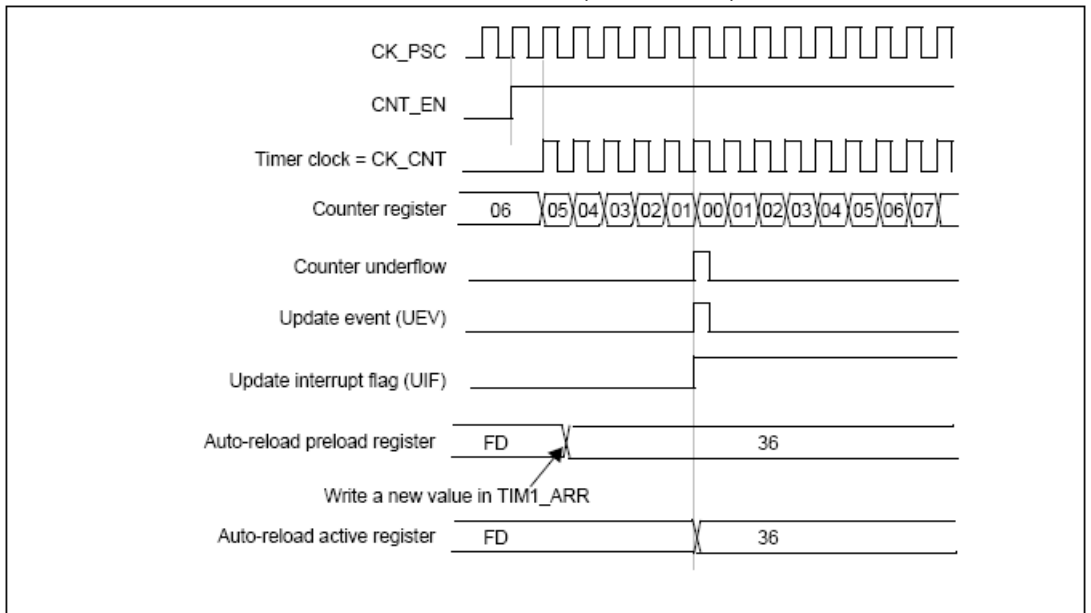 CK_PSC
CNT_EN
Timer clock = CK_CNT
Counter register 06 05 04 03 02 01 00 01 02 03 04 05 06 07
Counter underflow
Update event (UEV)
Update interrupt flag (UIF)
Auto-reload preload register FD 36
Write a new value in TIM1_ARR
Auto-reload active register FD 36